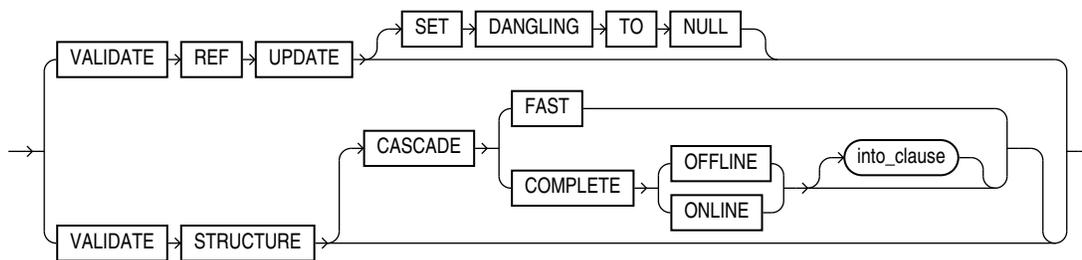 SET DANGLING TO NULL
VALIDATE REF UPDATE
FAST
CASCADE
into_clause
OFFLINE
COMPLETE
ONLINE
VALIDATE STRUCTURE